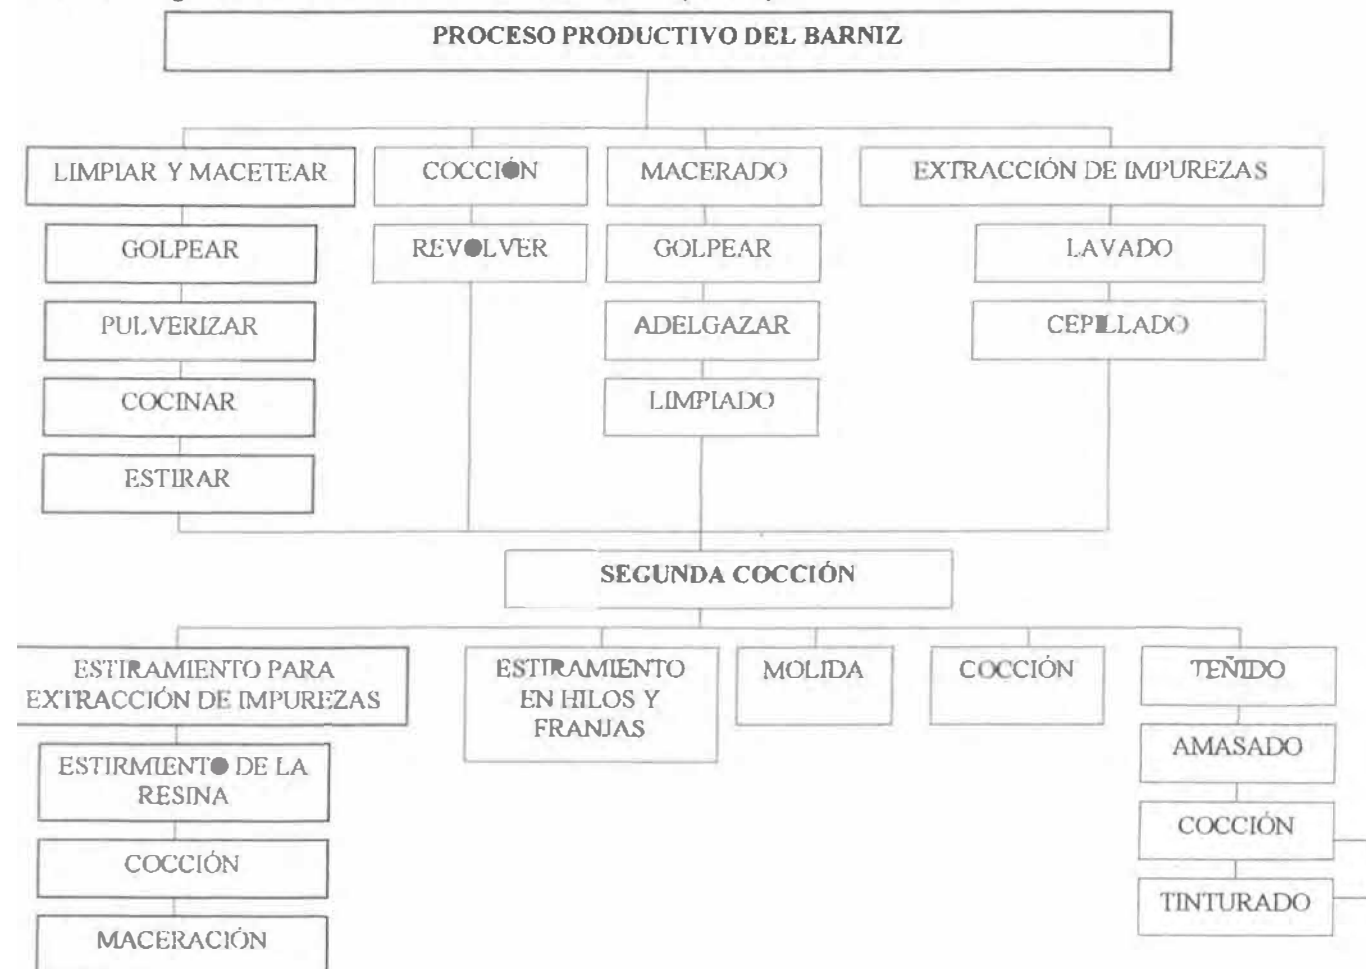 PROCESO PRODUCTIVO DEL BARNIZ
LIMPIAR Y MACETEAR
GOLPEAR
PULVERIZAR
COCINAR
ESTIRAR
COCCIÓN
REVOLVER
MACERADO
GOLPEAR
ADELGAZAR
LIMPIADO
EXTRACCIÓN DE IMPUREZAS
LAVADO
CEPILLADO
SEGUNDA COCCIÓN
ESTIRAMIENTO PARA
EXTRACCIÓN DE IMPUREZAS
ESTIRMIENTO DE LA
RESINA
COCCIÓN
MACERACIÓN
ESTIRAMIENTO
EN HILOS Y
FRANJAS
MOLIDA
COCCIÓN
TEÑIDO
AMASADO
COCCIÓN
TINTURADO